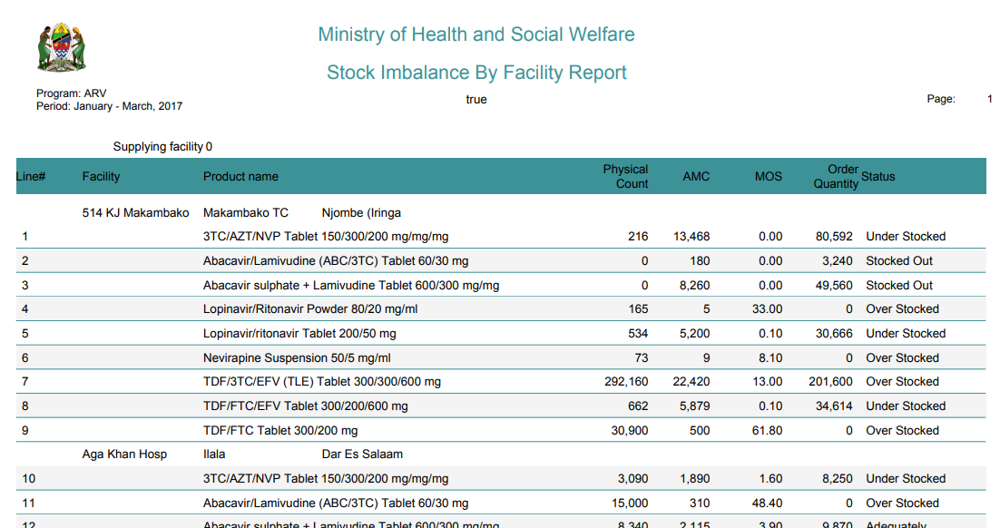 Ministry of Health and Social Welfare
Stock Imbalance By Facility Report
Program: ARV
Period: January - March, 2017
true
Page: 1
Supplying facility 0
Line# Facility Product name Physical Count AMC MOS Order Quantity Status
514 KJ Makambako Makambako TC Njombe (Iringa
1 3TC/AZT/NVP Tablet 150/300/200 mg/mg/mg 216 13,468 0.00 80,592 Under Stocked
2 Abacavir/Lamivudine (ABC/3TC) Tablet 60/30 mg 0 180 0.00 3,240 Stocked Out
3 Abacavir sulphate + Lamivudine Tablet 600/300 mg/mg 0 8,260 0.00 49,560 Stocked Out
4 Lopinavir/Ritonavir Powder 80/20 mg/ml 165 5 33.00 0 Over Stocked
5 Lopinavir/ritonavir Tablet 200/50 mg 534 5,200 0.10 30,666 Under Stocked
6 Nevirapine Suspension 50/5 mg/ml 73 9 8.10 0 Over Stocked
7 TDF/3TC/EFV (TLE) Tablet 300/300/600 mg 292,160 22,420 13.00 201,600 Over Stocked
8 TDF/FTC/EFV Tablet 300/200/600 mg 662 5,879 0.10 34,614 Under Stocked
9 TDF/FTC Tablet 300/200 mg 30,900 500 61.80 0 Over Stocked
Aga Khan Hosp Ilala Dar Es Salaam
10 3TC/AZT/NVP Tablet 150/300/200 mg/mg/mg 3,090 1,890 1.60 8,250 Under Stocked
11 Abacavir/Lamivudine (ABC/3TC) Tablet 60/30 mg 15,000 310 48.40 0 Over Stocked
12 Abacavir sulphate + Lamivudine Tablet 600/300 mg/mg 8,340 2,115 3.90 9,870 Adequately